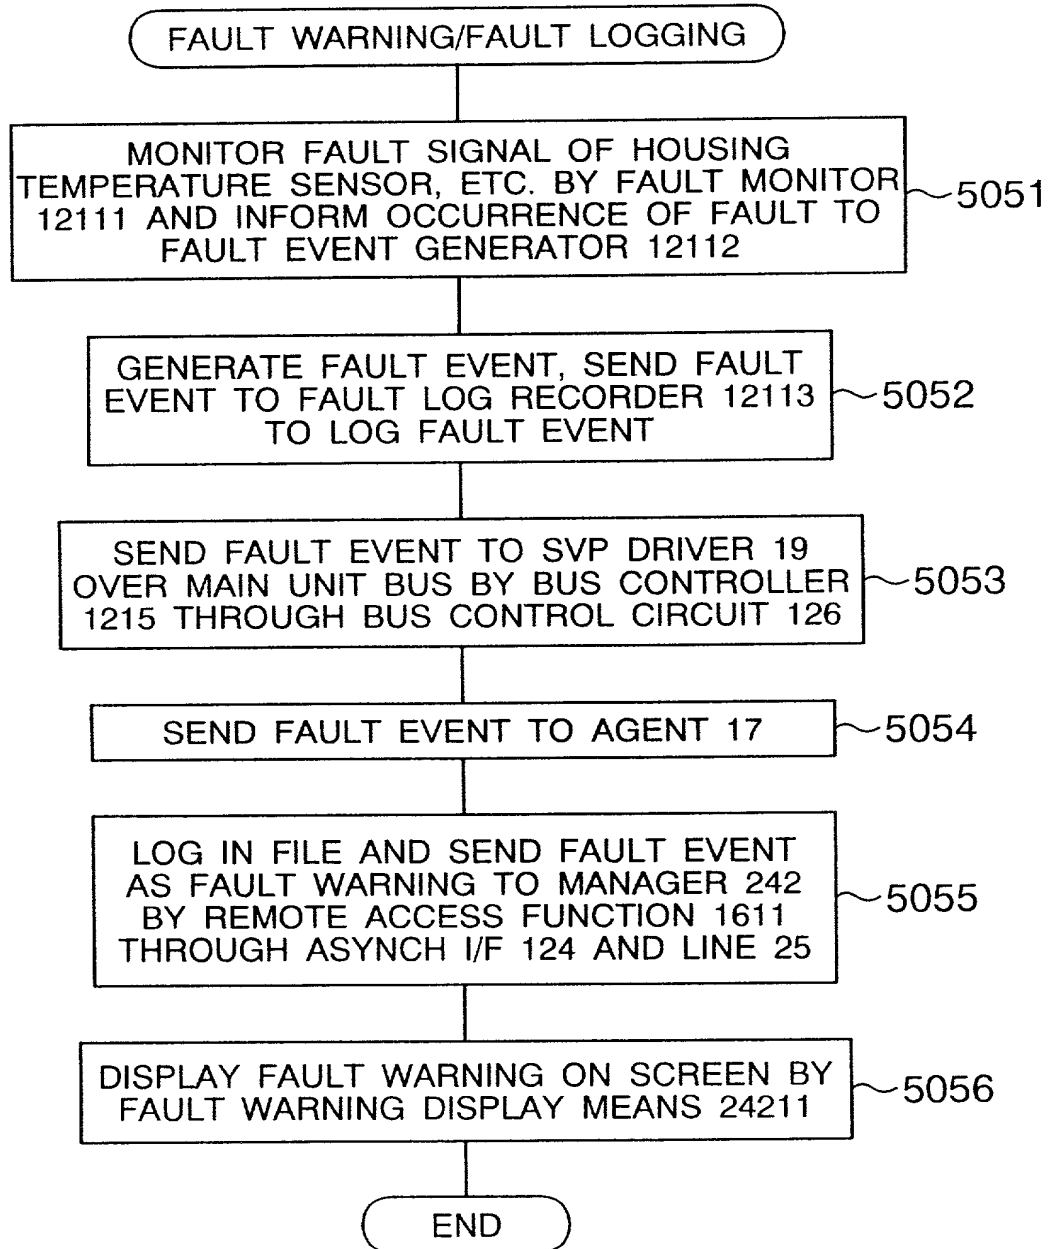 FAULT WARNING/FAULT LOGGING
MONITOR FAULT SIGNAL OF HOUSING
TEMPERATURE SENSOR, ETC. BY FAULT MONITOR
12111 AND INFORM OCCURRENCE OF FAULT TO
FAULT EVENT GENERATOR 12112
5051
GENERATE FAULT EVENT, SEND FAULT
EVENT TO FAULT LOG RECORDER 12113
TO LOG FAULT EVENT
5052
SEND FAULT EVENT TO SVP DRIVER 19
OVER MAIN UNIT BUS BY BUS CONTROLLER
1215 THROUGH BUS CONTROL CIRCUIT 126
5053
SEND FAULT EVENT TO AGENT 17
5054
LOG IN FILE AND SEND FAULT EVENT
AS FAULT WARNING TO MANAGER 242
BY REMOTE ACCESS FUNCTION 1611
THROUGH ASYNCH I/F 124 AND LINE 25
5055
DISPLAY FAULT WARNING ON SCREEN BY
FAULT WARNING DISPLAY MEANS 24211
5056
END